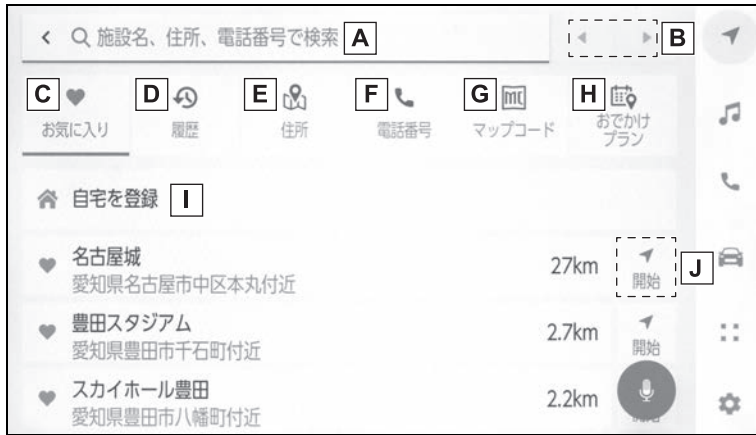 施設名、住所、電話番号で検索 A
B
C
D
E
F
G
H
お気に入り
履歴
住所
電話番号
マップコード
おでかけ
プラン
自宅を登録 I
名古屋城
愛知県名古屋市中区本丸付近
27km
開始
J
豊田スタジアム
愛知県豊田市千石町付近
2.7km
開始
スカイホール豊田
愛知県豊田市八幡町付近
2.2km